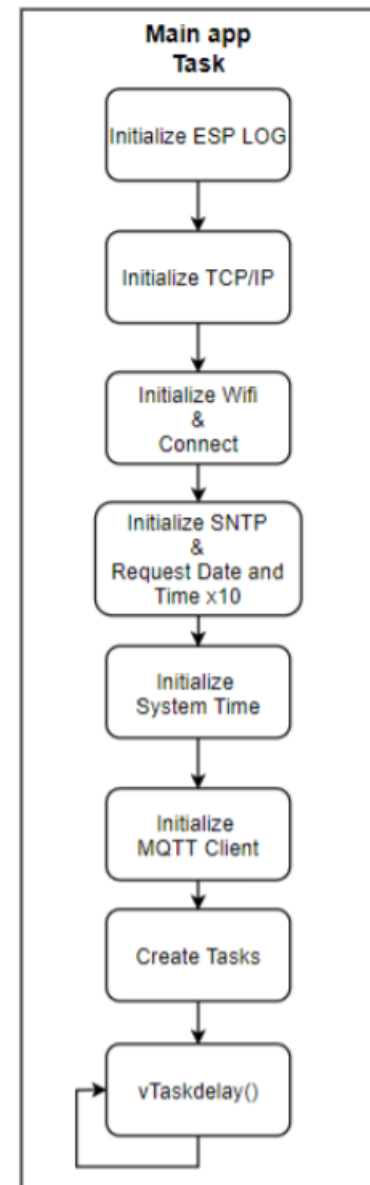 Main app
Task
Initialize ESP LOG
Initialize TCP/IP
Initialize Wifi
&
Connect
Initialize SNTP
&
Request Date and
Time x10
Initialize
System Time
Initialize
MQTT Client
Create Tasks
vTaskdelay()